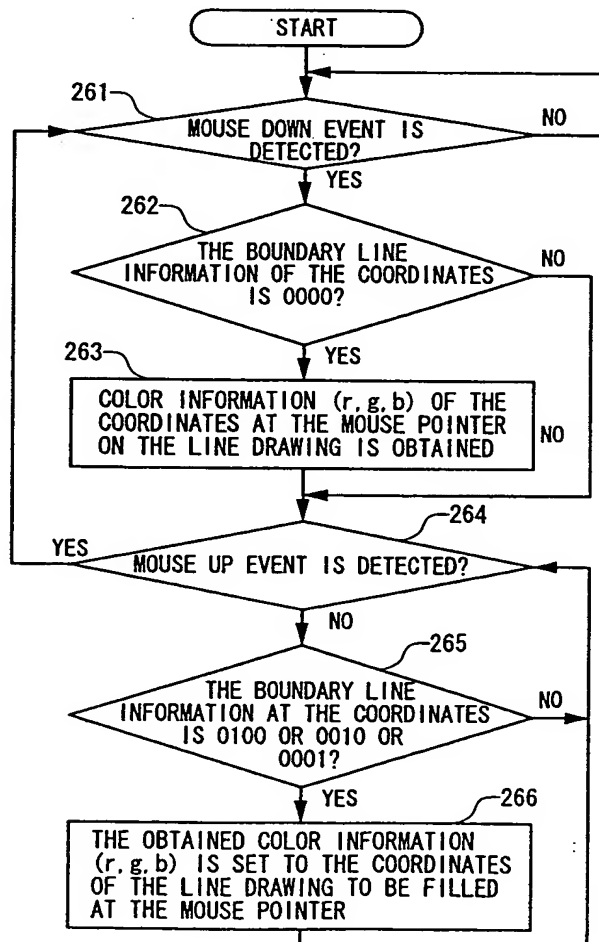 START
261
MOUSE DOWN EVENT IS
DETECTED?
NO
YES
262
THE BOUNDARY LINE
INFORMATION OF THE COORDINATES
IS 0000?
NO
YES
263
COLOR INFORMATION (r, g, b) OF THE
COORDINATES AT THE MOUSE POINTER
ON THE LINE DRAWING IS OBTAINED
NO
264
YES
MOUSE UP EVENT IS DETECTED?
NO
265
THE BOUNDARY LINE
INFORMATION AT THE COORDINATES
IS 0100 OR 0010 OR
0001?
NO
YES
266
THE OBTAINED COLOR INFORMATION
(r, g, b) IS SET TO THE COORDINATES
OF THE LINE DRAWING TO BE FILLED
AT THE MOUSE POINTER